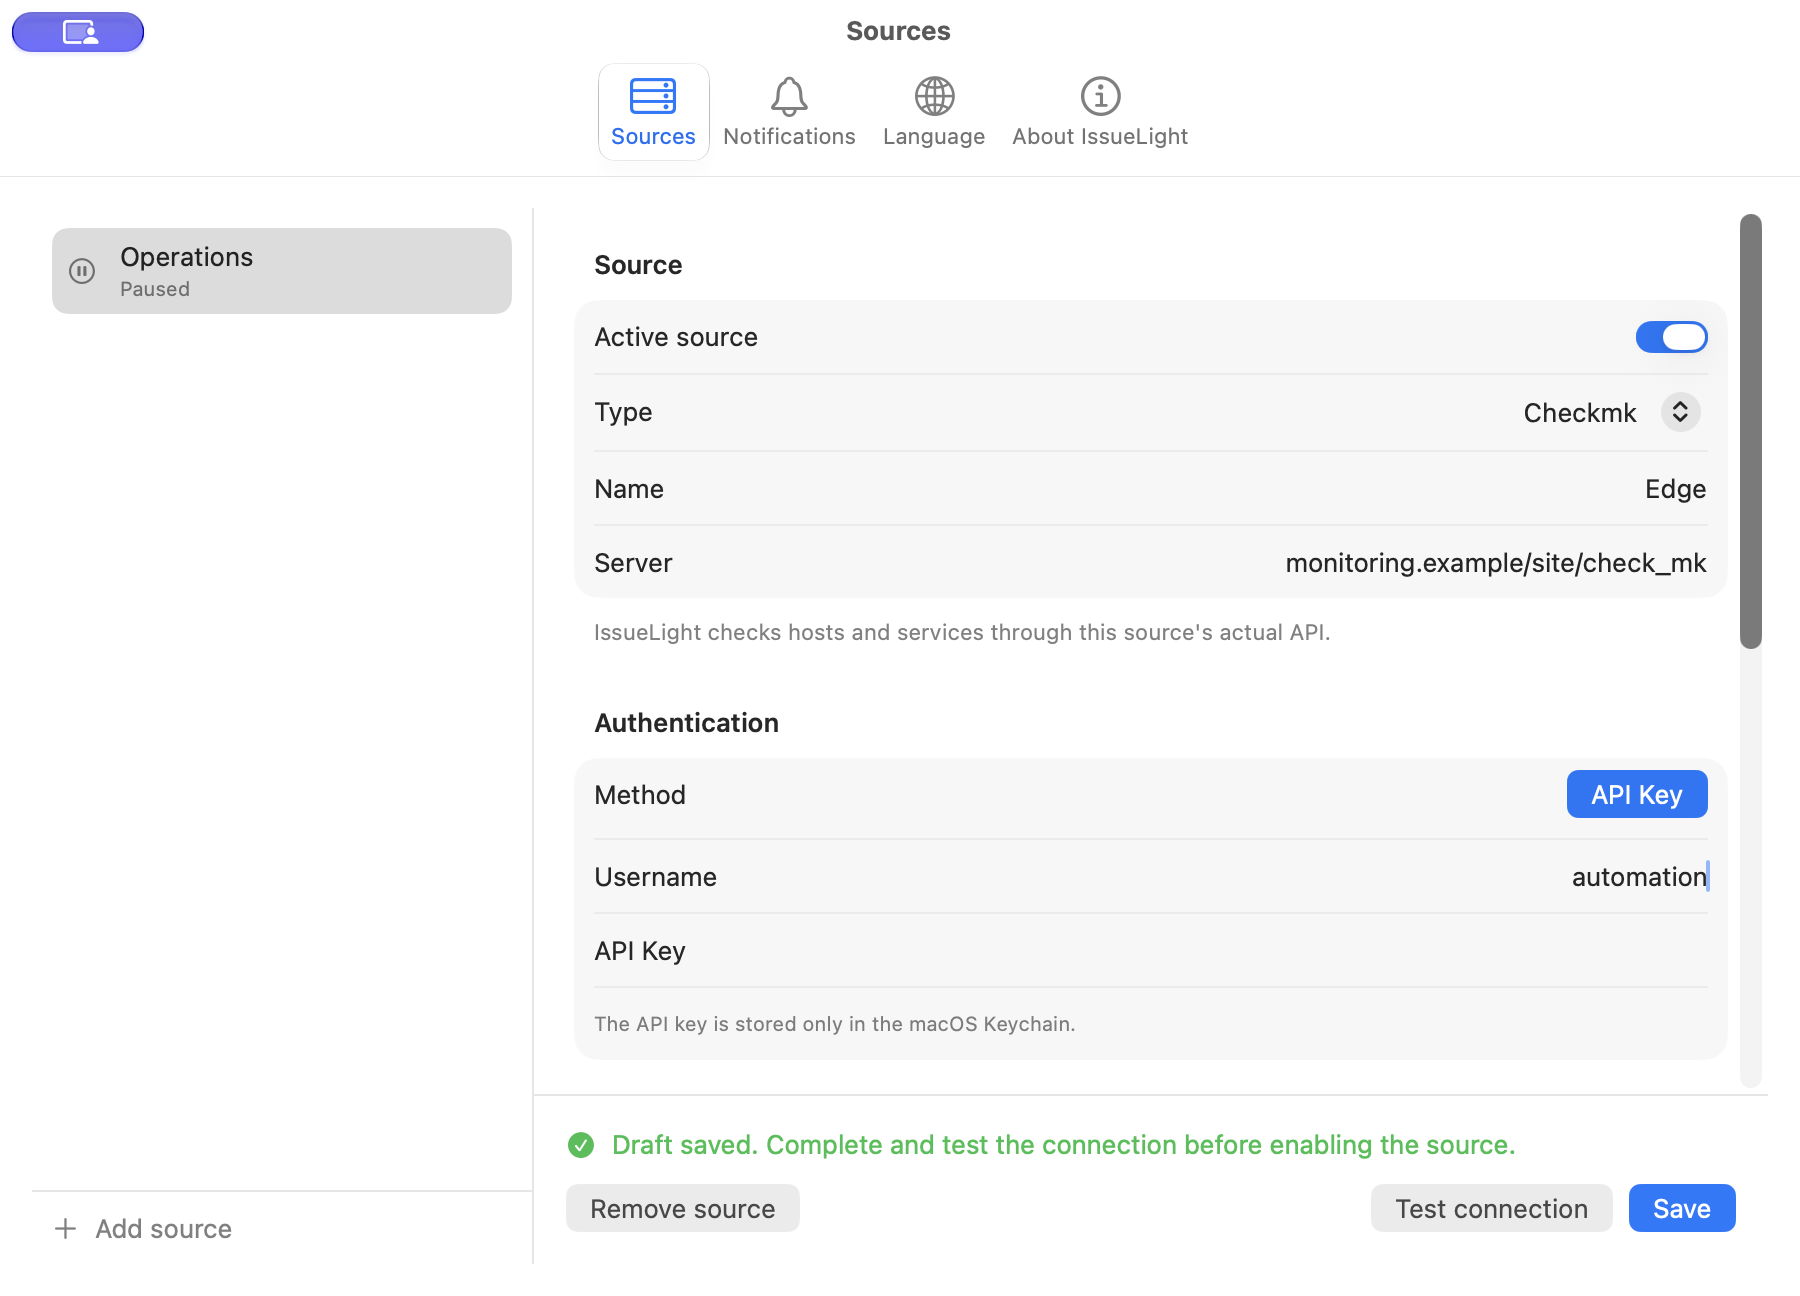 Sources
Sources
Notifications
Language
About IssueLight
Operations
Paused
Source
Active source
Type
Checkmk
Name
Edge
Server
monitoring.example/site/check_mk
IssueLight checks hosts and services through this source's actual API.
Authentication
Method
API Key
Username
automation
API Key
The API key is stored only in the macOS Keychain.
Draft saved. Complete and test the connection before enabling the source.
Remove source
Test connection
Save
Add source